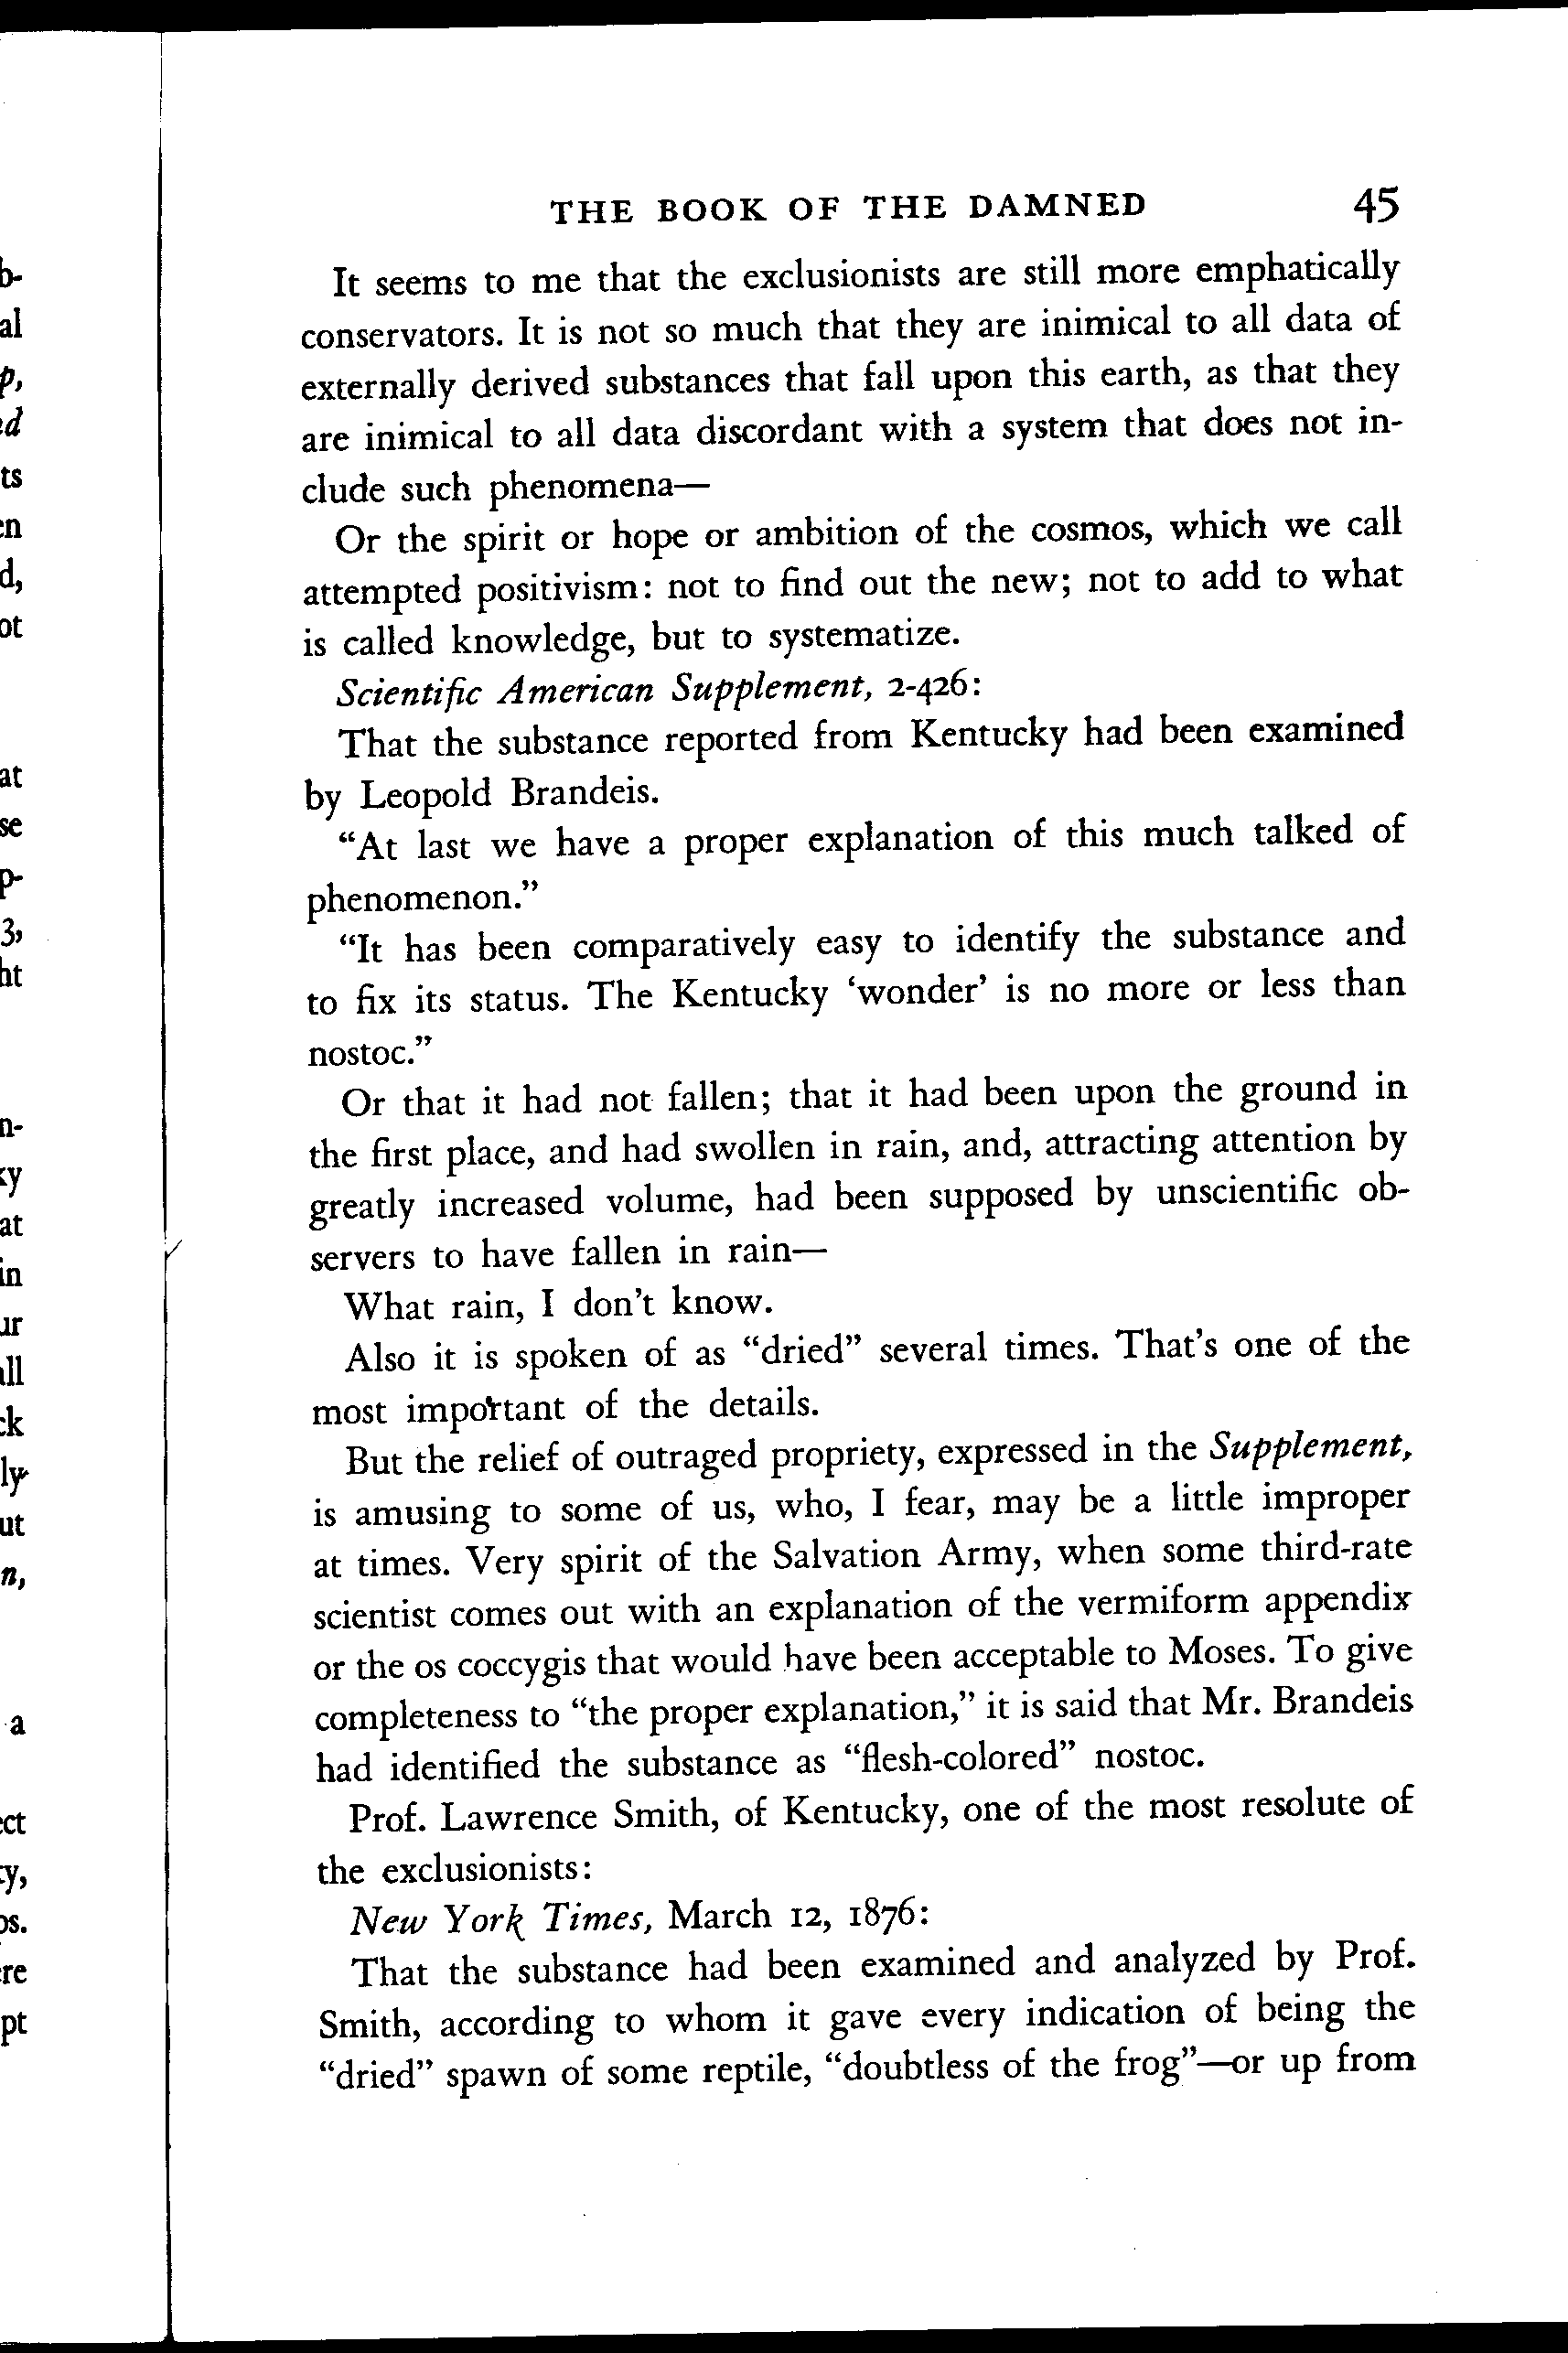 THE BOOK OF THE DAMNED 45
It seems to me that the exclusionists are still more emphatically
conservators. It is not so much that they are inimical to all data of
externally derived substances that fall upon this earth, as that they
are inimical to all data discordant with a system that does not in-
clude such phenomena—
Or the spirit or hope or ambition of the cosmos, which we call
attempted positivism: not to find out the new; not to add to what
is called knowledge, but to systematize.
Scientific American Supplement, 2-426:
That the substance reported from Kentucky had been examined
by Leopold Brandeis.
“At last we have a proper explanation of this much talked of
phenomenon.”
“It has been comparatively easy to identify the substance and
to fix its status. The Kentucky ‘wonder’ is no more or less than
nostoc.”
Or that it had not fallen; that it had been upon the ground in
the first place, and had swollen in rain, and, attracting attention by
greatly increased volume, had been supposed by unscientific ob-
servers to have fallen in rain—
What rain, I don’t know.
Also it is spoken of as “dried” several times. That’s one of the
most important of the details.
But the relief of outraged propriety, expressed in the Supplement,
is amusing to some of us, who, I fear, may be a little improper
at times. Very spirit of the Salvation Army, when some third-rate
scientist comes out with an explanation of the vermiform appendix
or the os coccygis that would have been acceptable to Moses. To give
completeness to “the proper explanation,” it is said that Mr. Brandeis
had identified the substance as “flesh-colored” nostoc.
Prof. Lawrence Smith, of Kentucky, one of the most resolute of
the exclusionists:
New York Times, March 12, 1876:
That the substance had been examined and analyzed by Prof.
Smith, according to whom it gave every indication of being the
“dried” spawn of some reptile, “doubtless of the frog”—or up from